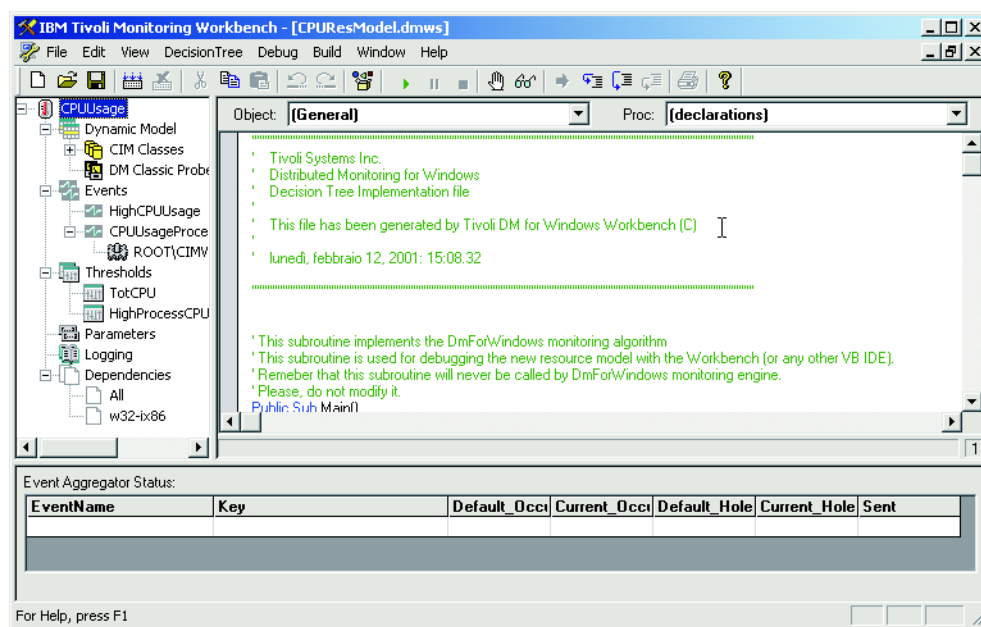 IBM Tivoli Monitoring Workbench - [CPUResModel.dmws]
File Edit View DecisionTree Debug Build Window Help
CPUUsage
Dynamic Model
CIM Classes
DM Classic Probe
Events
HighCPUUsage
CPUUsageProce
ROOT\CIMV
Thresholds
TotCPU
HighProcessCPU
Parameters
Logging
Dependencies
All
w32-ix86
Object: (General) Proc: (declarations)
' Tivoli Systems Inc.
' Distributed Monitoring for Windows
' Decision Tree Implementation file
'
' This file has been generated by Tivoli DM for Windows Workbench (C)
'
' lunedì, febbraio 12, 2001: 15:08.32
' This subroutine implements the DmForWindows monitoring algorithm
' This subroutine is used for debugging the new resource model with the Workbench (or any other VB IDE).
' Remeber that this subroutine will never be called by DmForWindows monitoring engine.
' Please, do not modify it.
Public Sub Main()
1
Event Aggregator Status:
EventName Key Default_Occu Current_Occu Default_Hole Current_Hole Sent
For Help, press F1